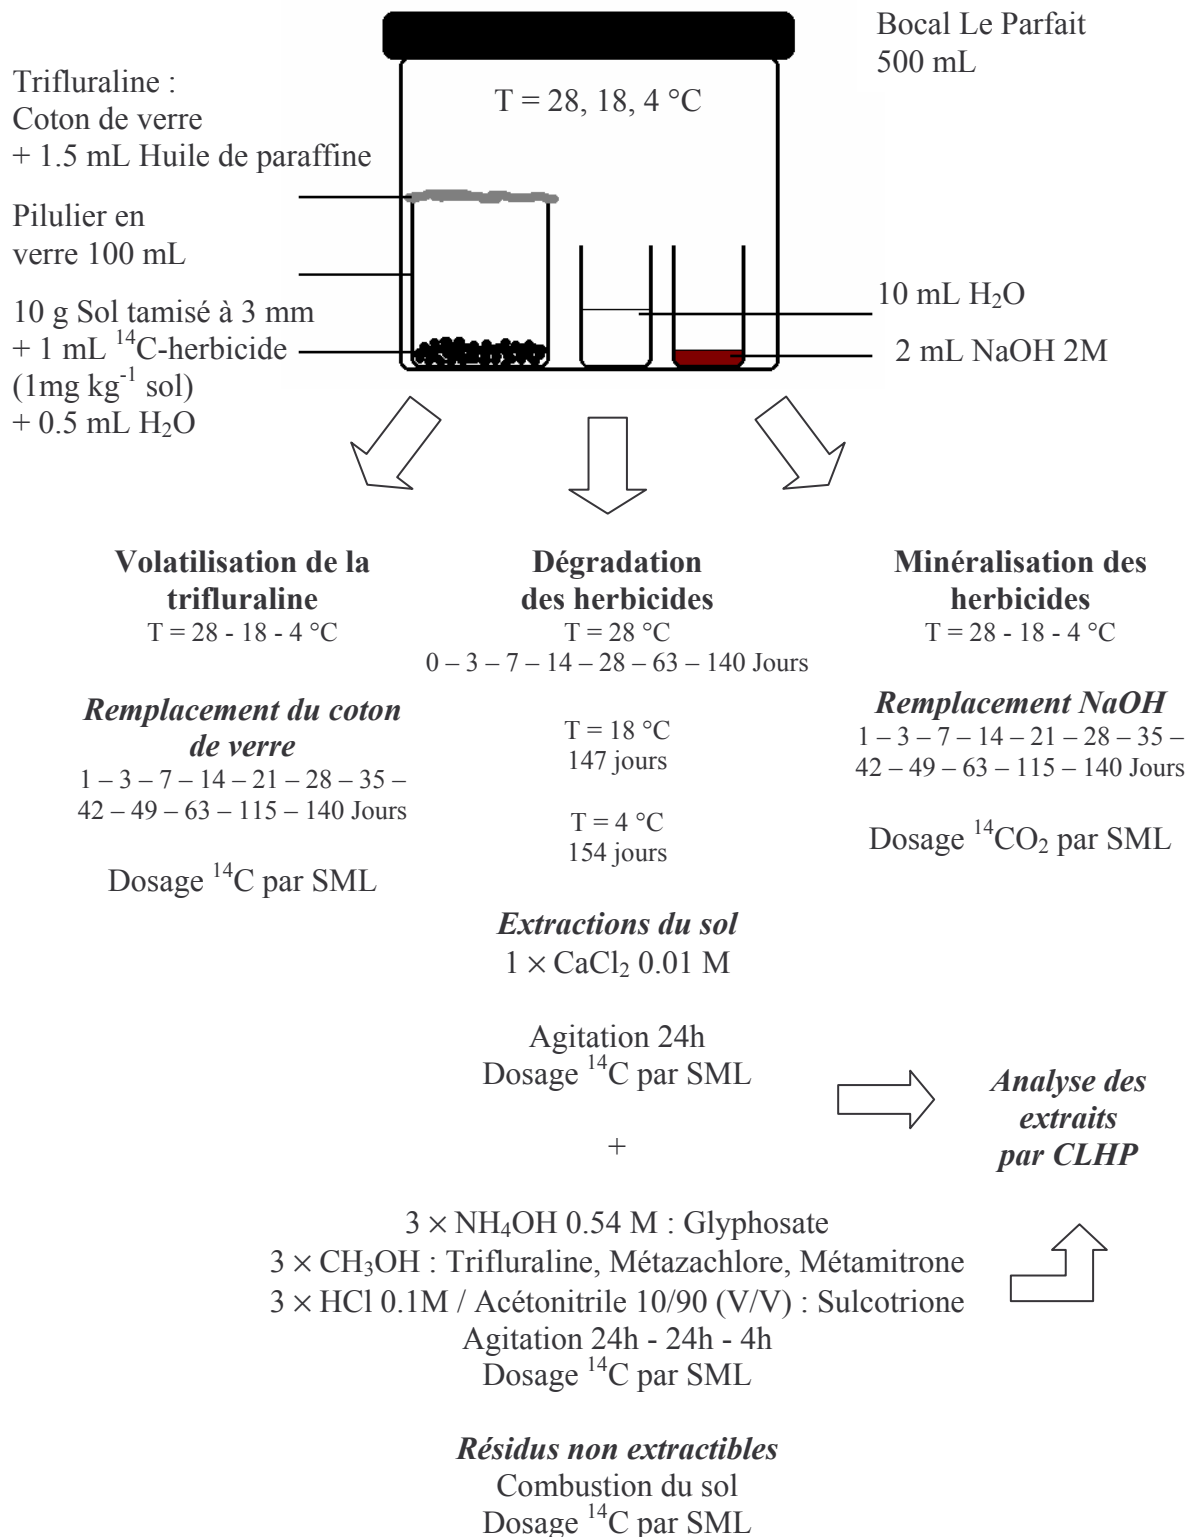 Bocal Le Parfait
500 mL
T = 28, 18, 4 °C
Trifluraline :
Coton de verre
+ 1.5 mL Huile de paraffine
Pilulier en
verre 100 mL
10 g Sol tamisé à 3 mm
+ 1 mL ¹⁴C-herbicide
(1mg kg⁻¹ sol)
+ 0.5 mL H₂O
10 mL H₂O
2 mL NaOH 2M
Volatilisation de la
trifluraline
T = 28 - 18 - 4 °C
Remplacement du coton
de verre
1 – 3 – 7 – 14 – 21 – 28 – 35 –
42 – 49 – 63 – 115 – 140 Jours
Dosage ¹⁴C par SML
Dégradation
des herbicides
T = 28 °C
0 – 3 – 7 – 14 – 28 – 63 – 140 Jours
T = 18 °C
147 jours
T = 4 °C
154 jours
Minéralisation des
herbicides
T = 28 - 18 - 4 °C
Remplacement NaOH
1 – 3 – 7 – 14 – 21 – 28 – 35 –
42 – 49 – 63 – 115 – 140 Jours
Dosage ¹⁴CO₂ par SML
Extractions du sol
1 × CaCl₂ 0.01 M
Agitation 24h
Dosage ¹⁴C par SML
+
Analyse des
extraits
par CLHP
3 × NH₄OH 0.54 M : Glyphosate
3 × CH₃OH : Trifluraline, Métazachlore, Métamitrone
3 × HCl 0.1M / Acétonitrile 10/90 (V/V) : Sulcotrione
Agitation 24h - 24h - 4h
Dosage ¹⁴C par SML
Résidus non extractibles
Combustion du sol
Dosage ¹⁴C par SML